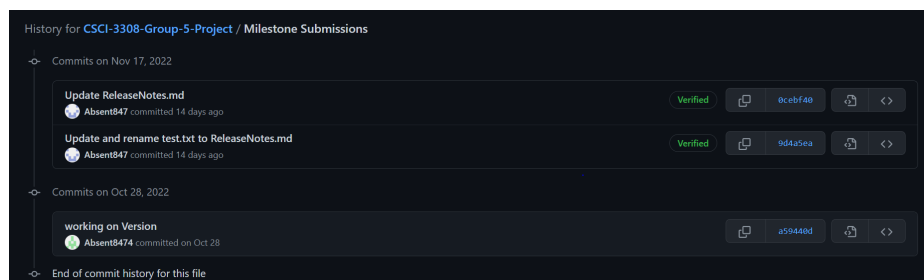 History for CSCI-3308-Group-5-Project / Milestone Submissions
Commits on Nov 17, 2022
Update ReleaseNotes.md
Verified
0cebf40
Absent847 committed 14 days ago
Update and rename test.txt to ReleaseNotes.md
Verified
9d4a5ea
Absent847 committed 14 days ago
Commits on Oct 28, 2022
working on Version
a59440d
Absent8474 committed on Oct 28
End of commit history for this file